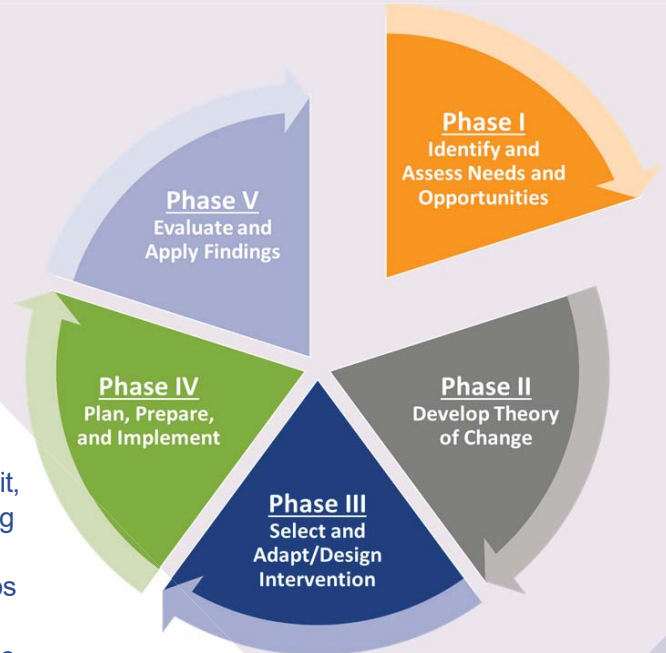 Phase I
Identify and
Assess Needs and
Opportunities
Phase II
Develop Theory
of Change
Phase III
Select and
Adapt/Design
Intervention
Phase IV
Plan, Prepare,
and Implement
Phase V
Evaluate and
Apply Findings
it,